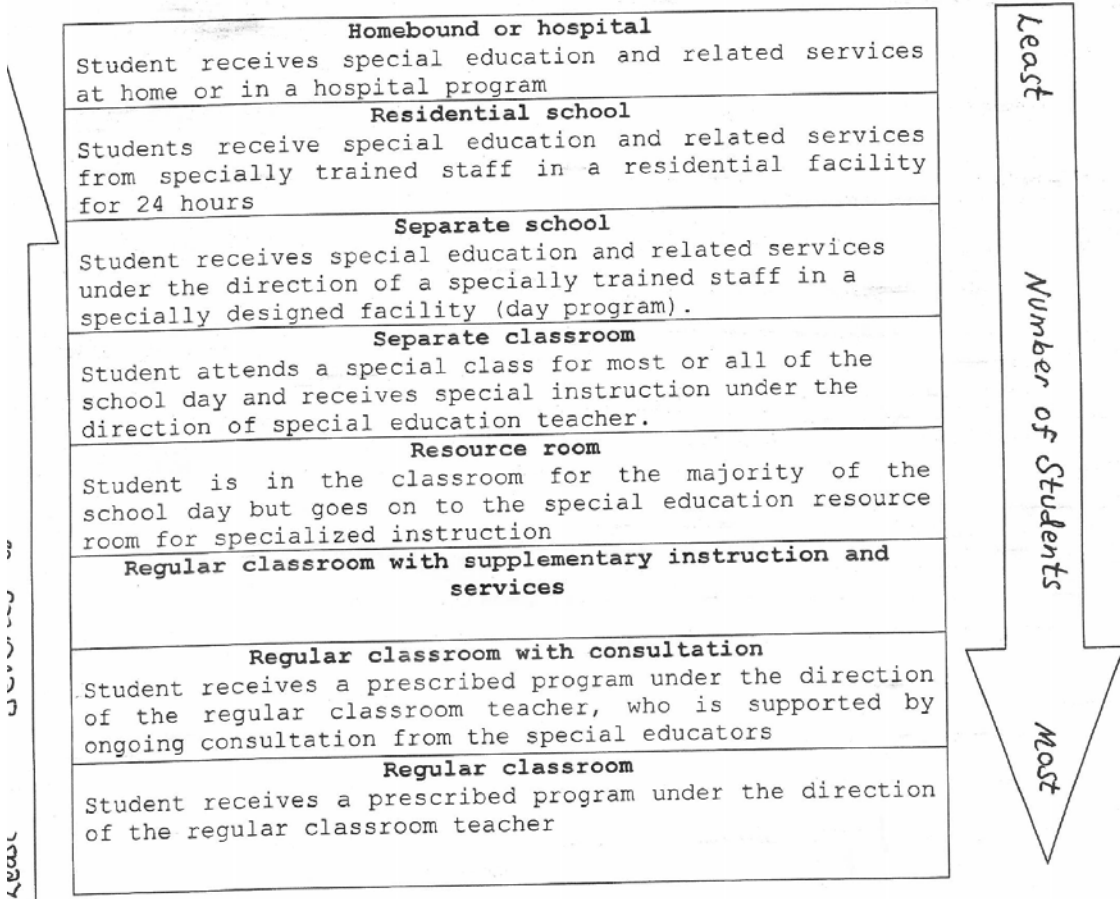 Homebound or hospital
Student receives special education and related services
at home or in a hospital program
Residential school
Students receive special education and related services
from specially trained staff in a residential facility
for 24 hours
Separate school
Student receives special education and related services
under the direction of a specially trained staff in a
specially designed facility (day program).
Separate classroom
Student attends a special class for most or all of the
school day and receives special instruction under the
direction of special education teacher.
Resource room
Student is in the classroom for the majority of the
school day but goes on to the special education resource
room for specialized instruction
Regular classroom with supplementary instruction and
services
Regular classroom with consultation
Student receives a prescribed program under the direction
of the regular classroom teacher, who is supported by
ongoing consultation from the special educators
Regular classroom
Student receives a prescribed program under the direction
of the regular classroom teacher
Least
Number of Students
Most
Least